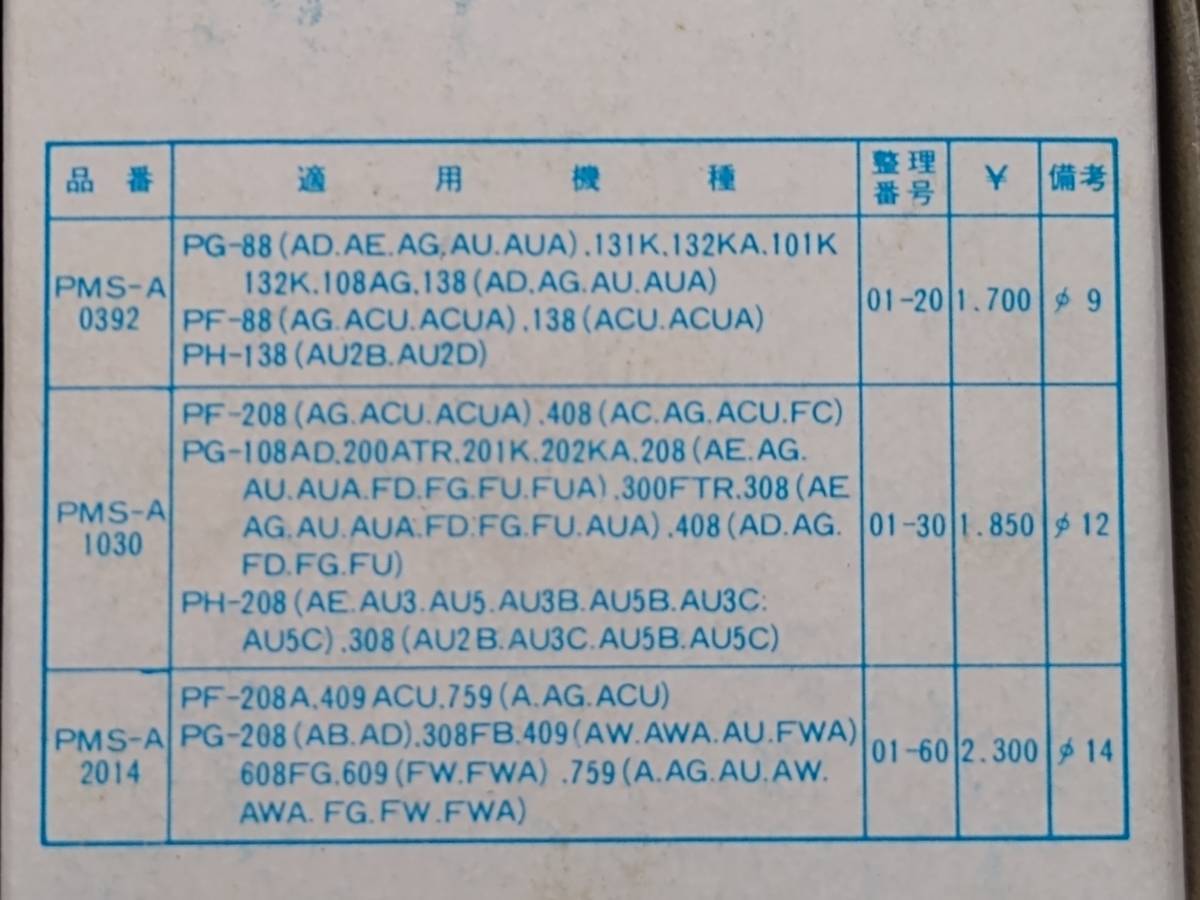 品番 適用機種 整理番号 ¥ 備考
PMS-A 0392
PG-88(AD.AE.AG,AU.AUA).131K.132KA.101K
132K.108AG.138(AD.AG.AU.AUA)
PF-88(AG.ACU.ACUA).138(ACU.ACUA)
PH-138(AU2B.AU2D)
01-20 1.700 φ 9
PMS-A 1030
PF-208(AG.ACU.ACUA).408(AC.AG.ACU.FC)
PG-108AD.200ATR.201K.202KA.208(AE.AG.
AU.AUA.FD.FG.FU.FUA).300FTR.308(AE
AG.AU.AUA.FD.FG.FU.AUA).408(AD.AG.
FD.FG.FU)
PH-208(AE.AU3.AU5.AU3B.AU5B.AU3C:
AU5C).308(AU2B.AU3C.AU5B.AU5C)
01-30 1.850 φ 12
PMS-A 2014
PF-208A.409ACU.759(A.AG.ACU)
PG-208(AB.AD).308FB.409(AW.AWA.AU.FWA)
608FG.609(FW.FWA).759(A.AG.AU.AW.
AWA.FG.FW.FWA)
01-60 2.300 φ 14